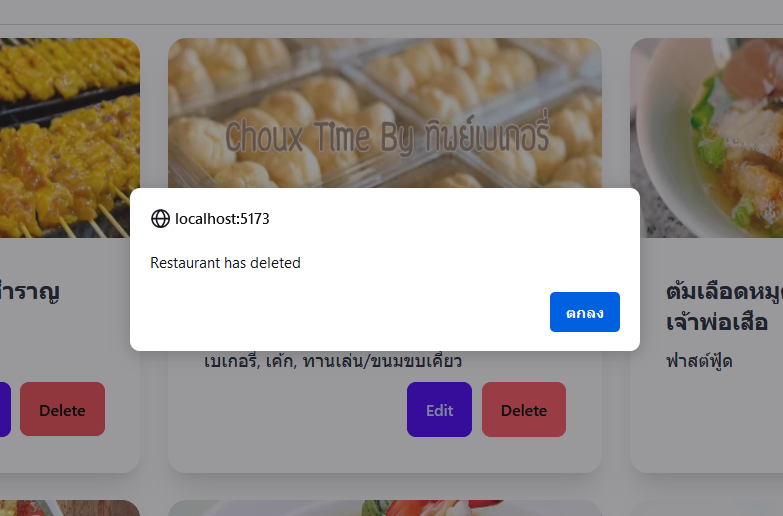 Choux Time By ทิพย์เบเกอรี่
localhost:5173
Restaurant has deleted
ตกลง
สำราญ
ต้มเลือดหมู
เจ้าพ่อเสือ
เบเกอรี่, เค้ก, ทานเล่น/ขนมขบเคี้ยว
ฟาสต์ฟู้ด
Delete
Edit
Delete